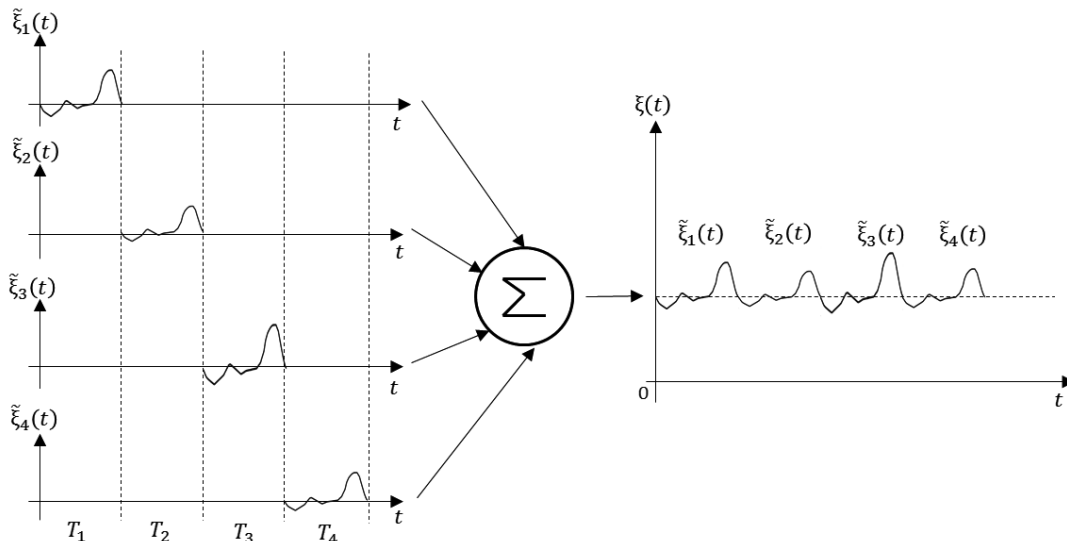 ξ̃₁(t)
t
ξ̃₂(t)
t
ξ̃₃(t)
t
ξ̃₄(t)
t
T₁ T₂ T₃ T₄
Σ
ξ(t)
ξ̃₁(t) ξ̃₂(t) ξ̃₃(t) ξ̃₄(t)
0
t